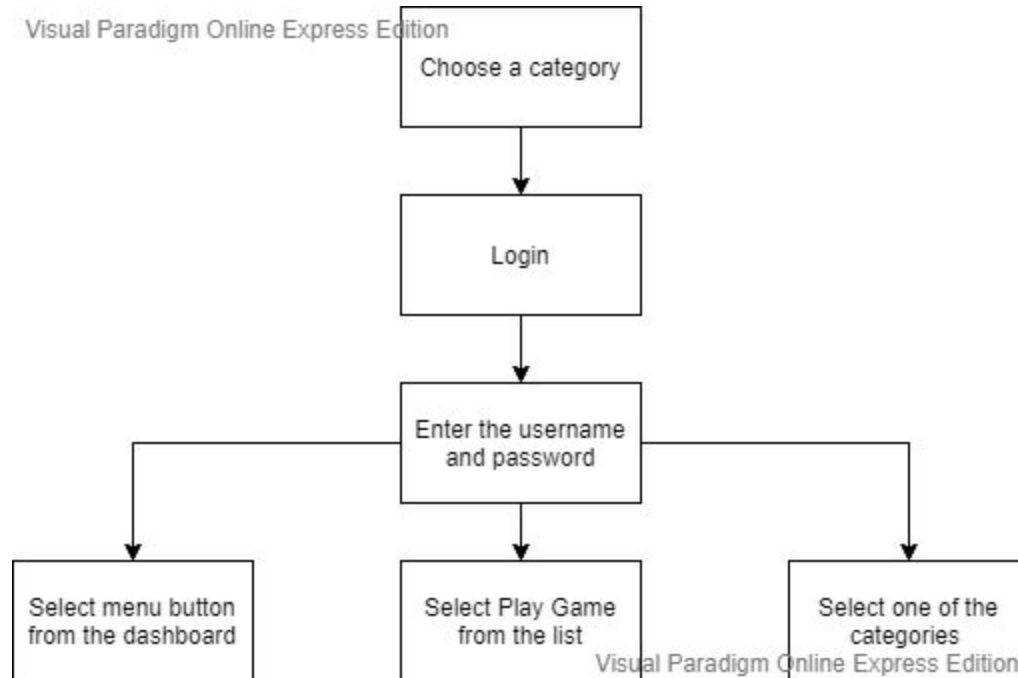 Visual Paradigm Online Express Edition
Choose a category
Login
Enter the username
and password
Select menu button
from the dashboard
Select Play Game
from the list
Select one of the
categories
Visual Paradigm Online Express Edition